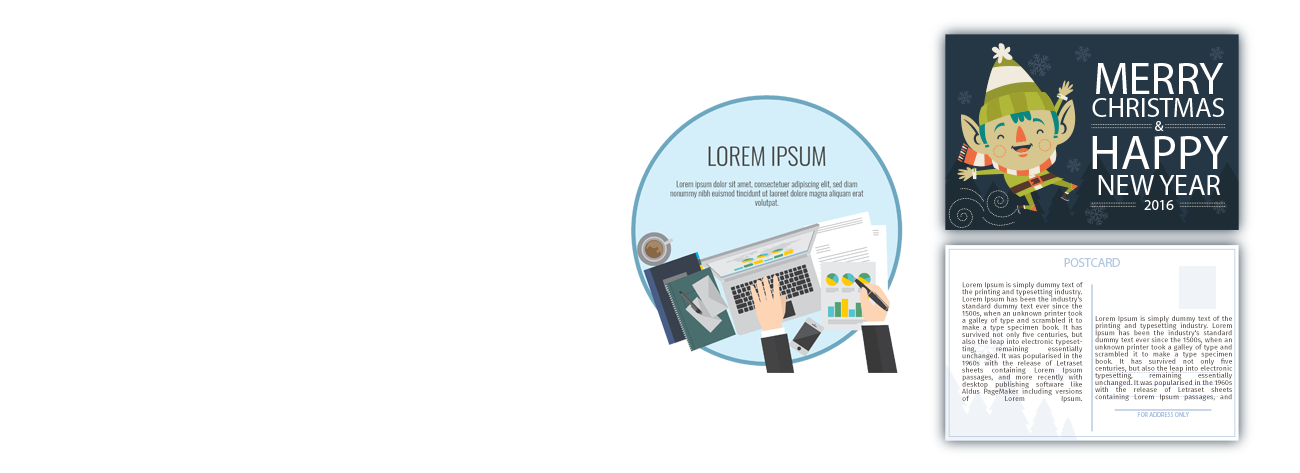 LOREM IPSUM
Lorem ipsum dolor sit amet, consectetuer adipiscing elit, sed diam
nonummy nibh euismod tincidunt ut laoreet dolore magna aliquam erat
volutpat.
MERRY
CHRISTMAS
&
HAPPY
NEW YEAR
2016
POSTCARD
Lorem Ipsum is simply dummy text of
the printing and typesetting industry.
Lorem Ipsum has been the industry's
standard dummy text ever since the
1500s, when an unknown printer took
a galley of type and scrambled it to
make a type specimen book. It has
survived not only five centuries, but
also the leap into electronic typeset-
ting, remaining essentially
unchanged. It was popularised in the
1960s with the release of Letraset
sheets containing Lorem Ipsum
passages, and more recently with
desktop publishing software like
Aldus PageMaker including versions
of Lorem Ipsum.
Lorem Ipsum is simply dummy text of the
printing and typesetting industry. Lorem
Ipsum has been the industry's standard
dummy text ever since the 1500s, when an
unknown printer took a galley of type and
scrambled it to make a type specimen
book. It has survived not only five
centuries, but also the leap into electronic
typesetting, remaining essentially
unchanged. It was popularised in the 1960s
with the release of Letraset sheets
containing Lorem Ipsum passages, and
FOR ADDRESS ONLY